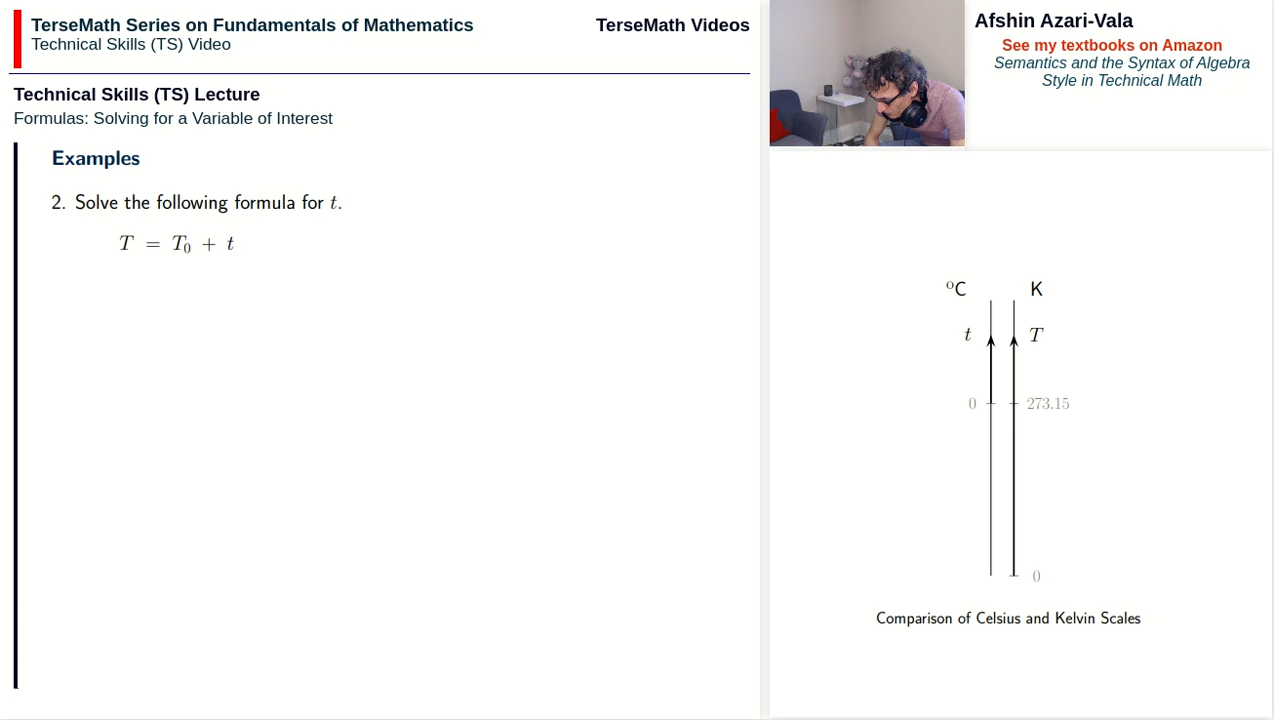 TerseMath Series on Fundamentals of Mathematics
Technical Skills (TS) Video
TerseMath Videos
Technical Skills (TS) Lecture
Formulas: Solving for a Variable of Interest
Examples
2. Solve the following formula for t.
T = T₀ + t
Afshin Azari-Vala
See my textbooks on Amazon
Semantics and the Syntax of Algebra
Style in Technical Math
°C K
t T
0 273.15
0
Comparison of Celsius and Kelvin Scales